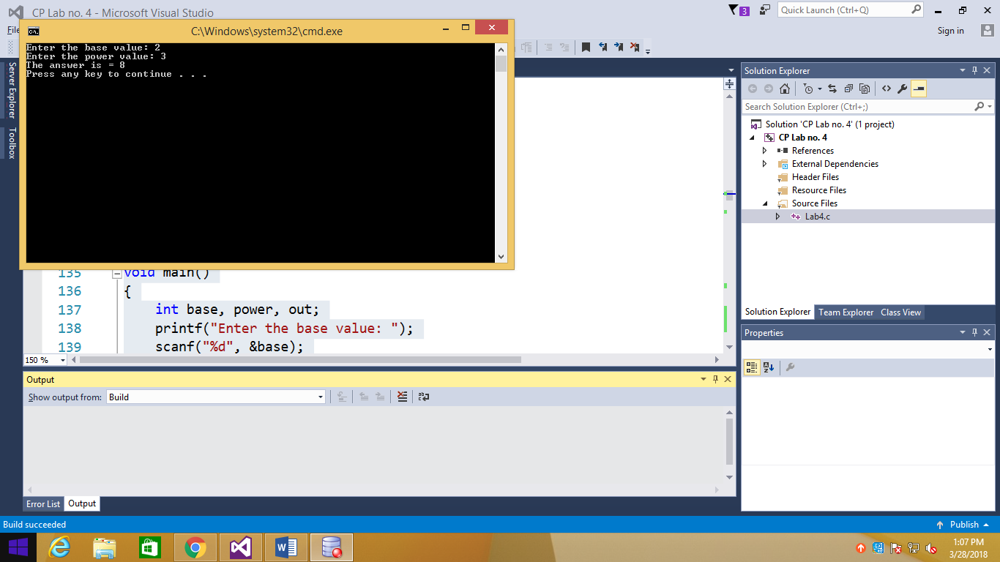 CP Lab no. 4 - Microsoft Visual Studio
3
Quick Launch (Ctrl+Q)
File
Sign in
C:\Windows\system32\cmd.exe
Enter the base value: 2
Enter the power value: 3
The answer is = 8
Press any key to continue . . .
Server Explorer
Toolbox
135 void main()
136 {
137 int base, power, out;
138 printf("Enter the base value: ");
139 scanf("%d", &base);
150 %
Output
Show output from: Build
Error List Output
Solution Explorer
Search Solution Explorer (Ctrl+;)
Solution 'CP Lab no. 4' (1 project)
CP Lab no. 4
References
External Dependencies
Header Files
Resource Files
Source Files
Lab4.c
Solution Explorer Team Explorer Class View
Properties
Build succeeded
Publish
1:07 PM
3/28/2018